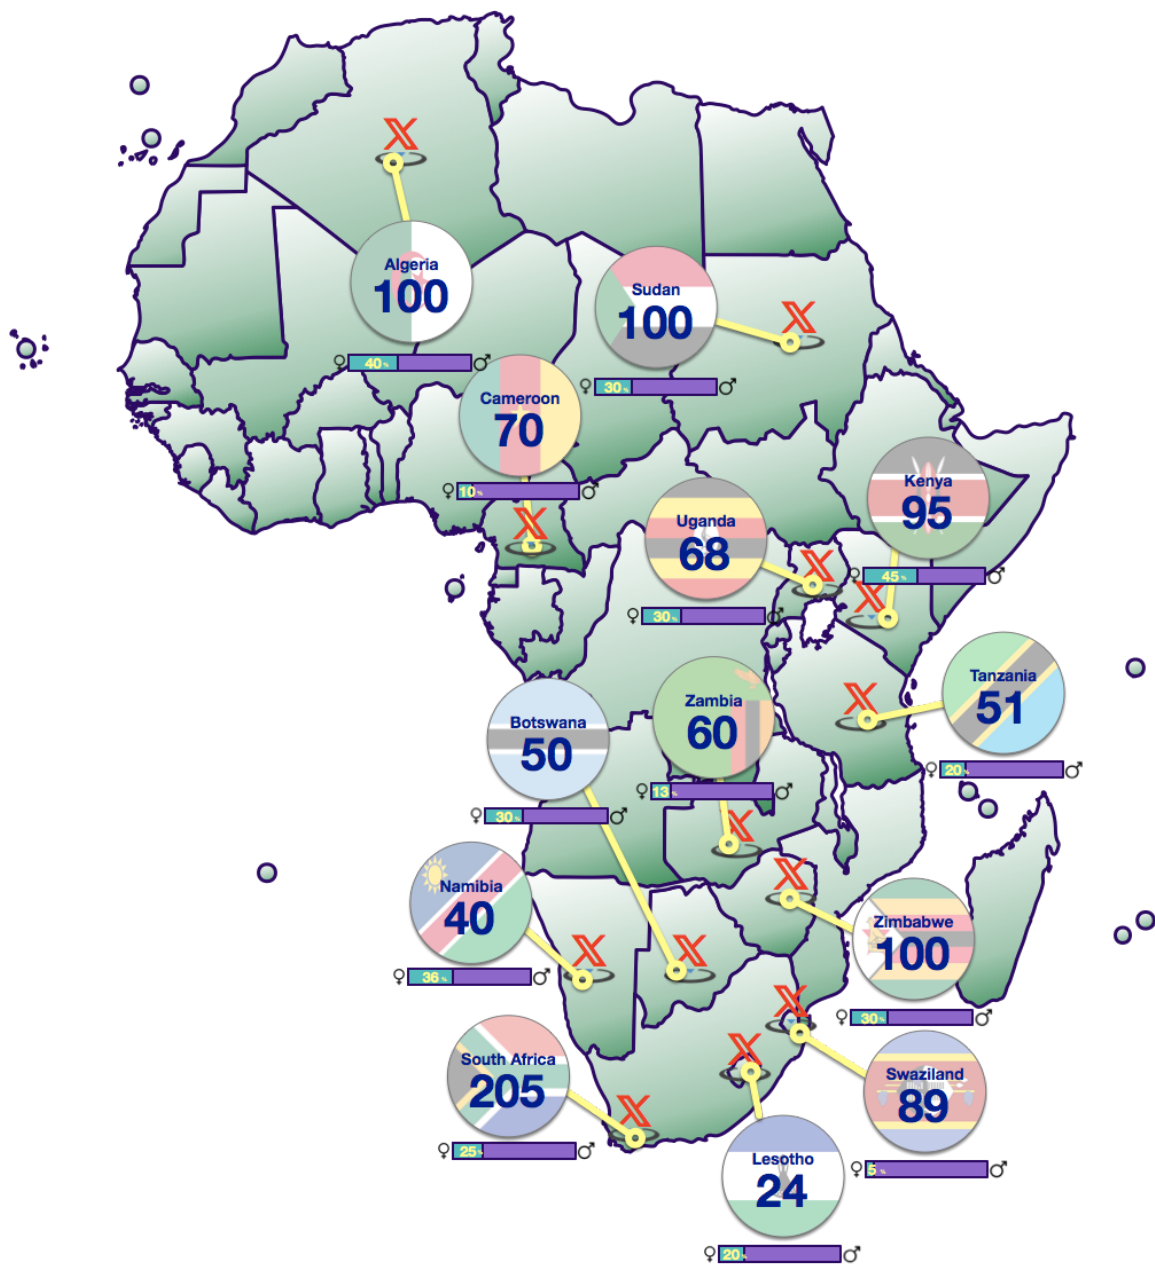 Algeria
100
♀ 40% ♂
Sudan
100
♀ 30% ♂
Cameroon
70
♀ 10% ♂
Kenya
95
♀ 45% ♂
Uganda
68
♀ 30% ♂
Tanzania
51
♀ 20% ♂
Zambia
60
♀ 13% ♂
Botswana
50
♀ 30% ♂
Namibia
40
♀ 36% ♂
Zimbabwe
100
♀ 30% ♂
South Africa
205
♀ 25% ♂
Swaziland
89
♀ 5% ♂
Lesotho
24
♀ 20% ♂
X
X
X
X
X
X
X
X
X
X
X
X
X